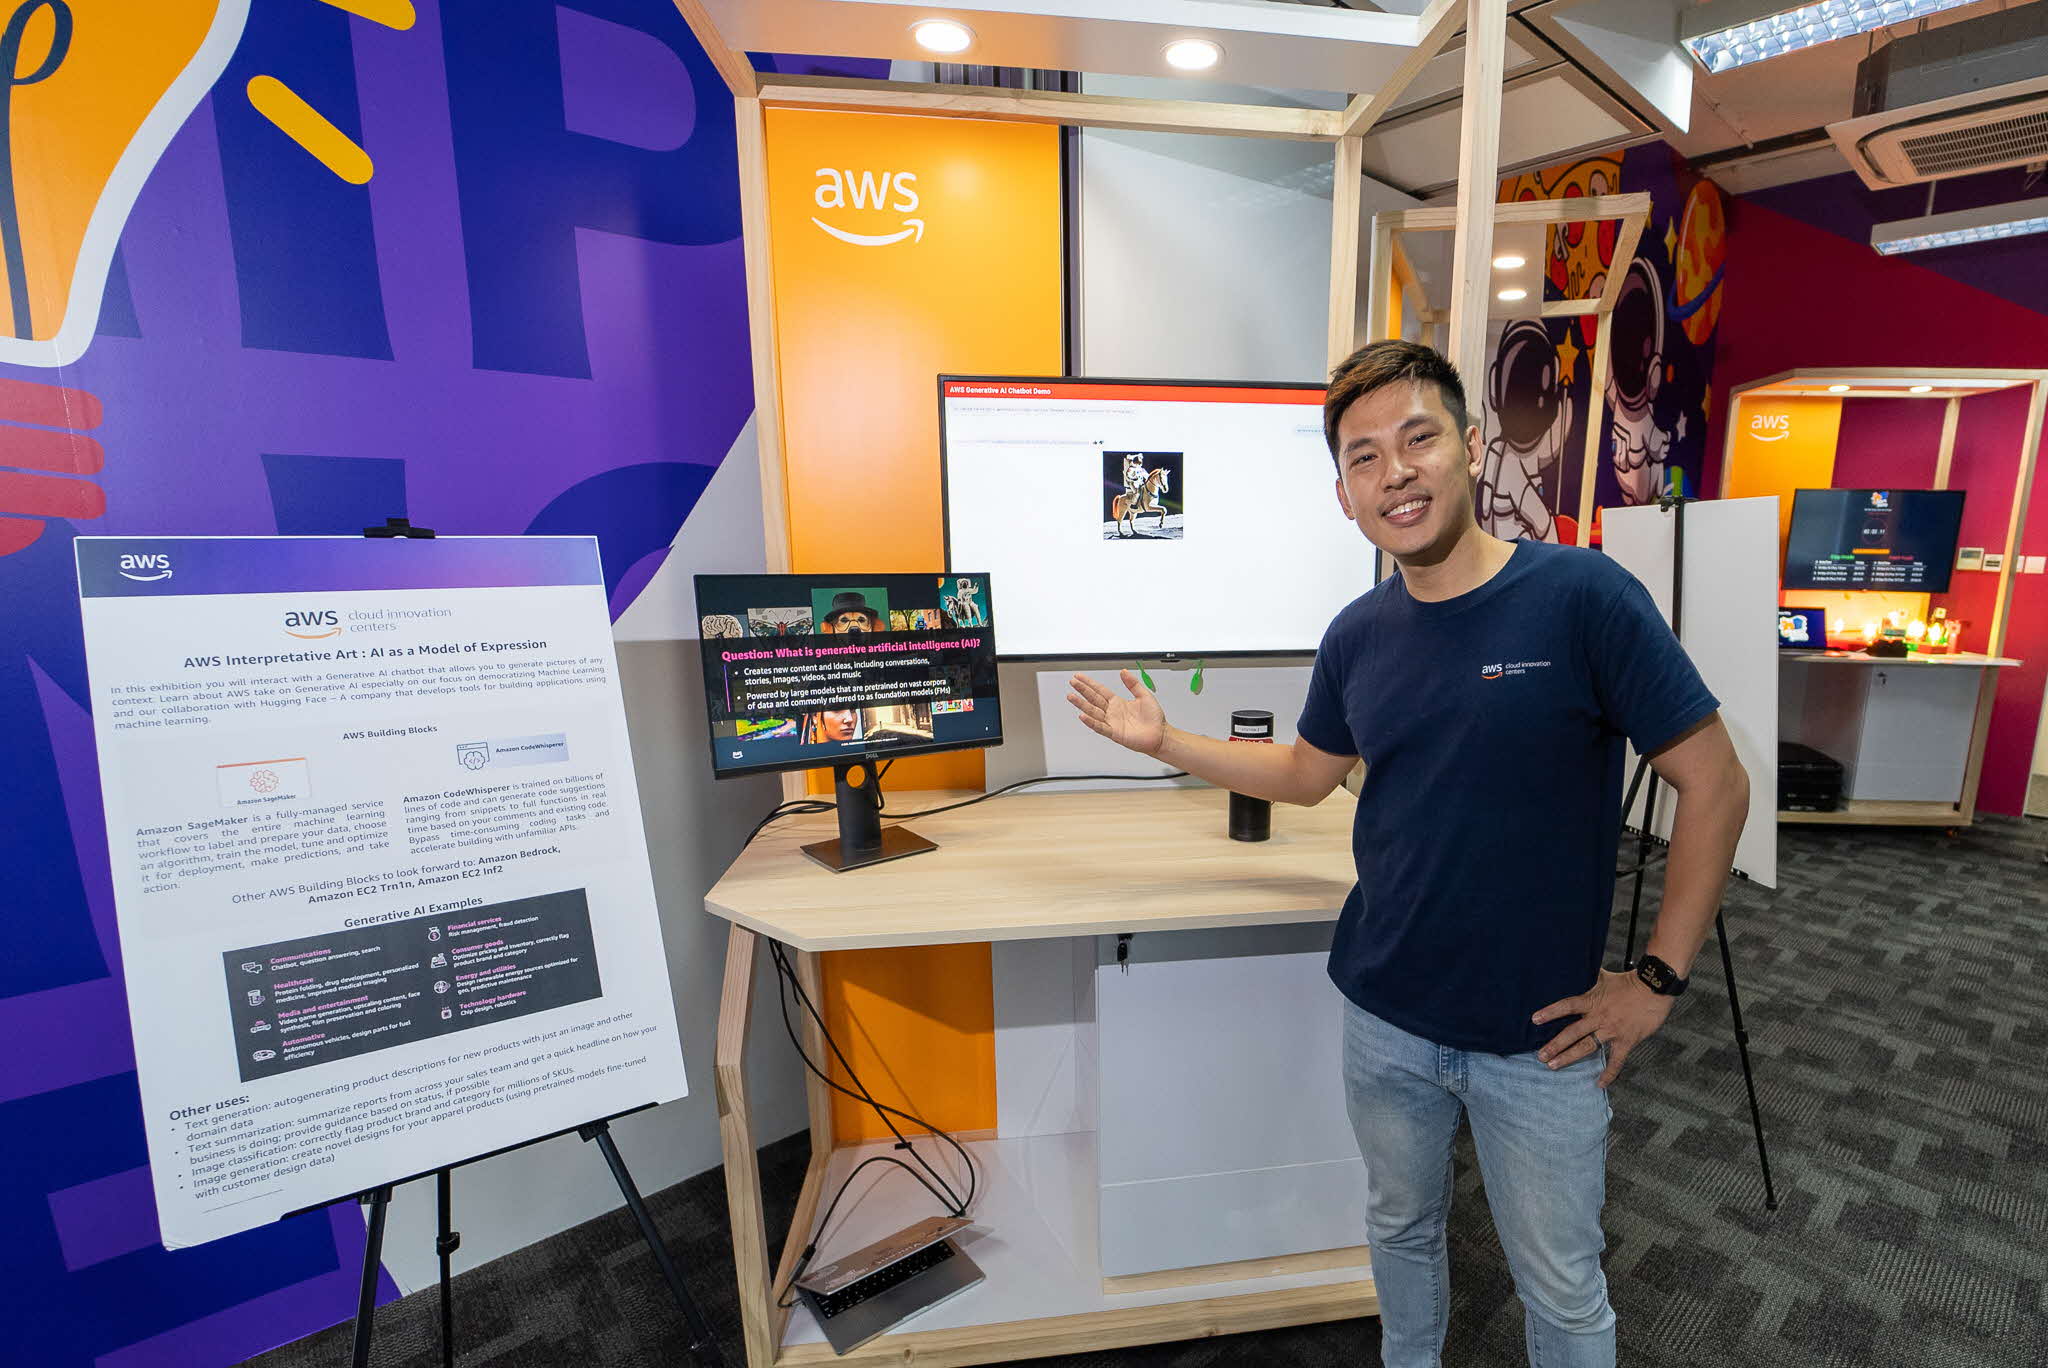 aws
aws cloud innovation
centers
AWS Interpretative Art : AI as a Model of Expression
In this exhibition you will interact with a Generative AI chatbot that allows you to generate pictures of any
context. Learn about AWS take on Generative AI especially on our focus on democratizing Machine Learning
and our collaboration with Hugging Face – A company that develops tools for building applications using
machine learning.
AWS Building Blocks
Amazon SageMaker
Amazon SageMaker is a fully-managed service
that covers the entire machine learning
workflow to label and prepare your data, choose
an algorithm, train the model, tune and optimize
it for deployment, make predictions, and take
action.
Amazon CodeWhisperer
Amazon CodeWhisperer is trained on billions of
lines of code and can generate code suggestions
ranging from snippets to full functions in real
time based on your comments and existing code.
Bypass time-consuming coding tasks and
accelerate building with unfamiliar APIs.
Other AWS Building Blocks to look forward to: Amazon Bedrock,
Amazon EC2 Trn1n, Amazon EC2 Inf2
Generative AI Examples
Communications
Chatbot, question answering, search
Healthcare
Protein folding, drug development, personalized
medicine, improved medical imaging
Media and entertainment
Video game generation, upscaling content, face
synthesis, film preservation and coloring
Automotive
Autonomous vehicles, design parts for fuel
efficiency
Financial services
Risk management, fraud detection
Consumer goods
Optimize pricing and inventory, correctly flag
product brand and category
Energy and utilities
Design renewable energy sources optimized for
geo, predictive maintenance
Technology hardware
Chip design, robotics
Other uses:
• Text generation: autogenerating product descriptions for new products with just an image and other
domain data
• Text summarization: summarize reports from across your sales team and get a quick headline on how your
business is doing; provide guidance based on status, if possible
• Image classification: correctly flag product brand and category for millions of SKUs.
• Image generation: create novel designs for your apparel products (using pretrained models fine-tuned
with customer design data)
aws
AWS Generative AI Chatbot Demo
Question: What is generative artificial intelligence (AI)?
• Creates new content and ideas, including conversations,
stories, images, videos, and music
• Powered by large models that are pretrained on vast corpora
of data and commonly referred to as foundation models (FMs)
aws
DELL
LG
aws cloud innovation
centers
aws